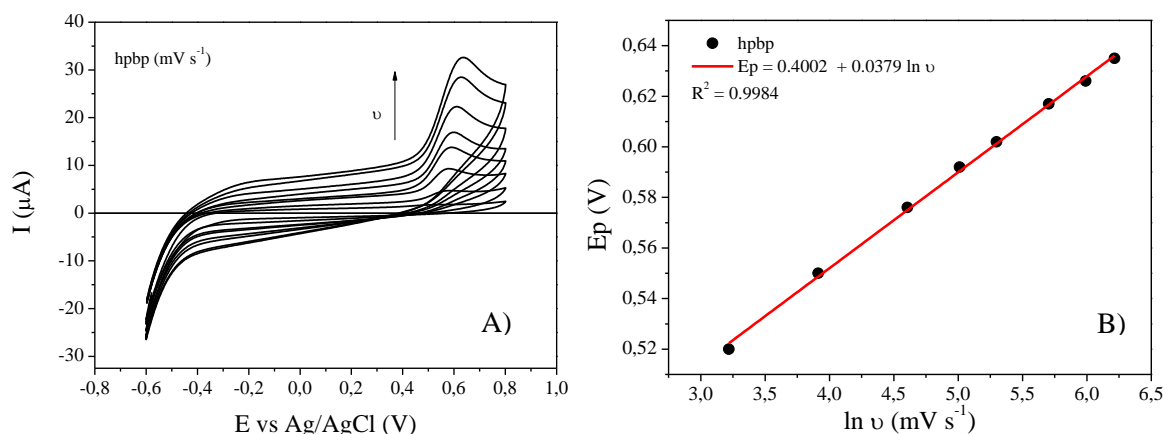 hpbp (mV s⁻¹)
υ
40
30
20
10
0
-10
-20
-30
I (µA)
-0,8 -0,6 -0,4 -0,2 0,0 0,2 0,4 0,6 0,8 1,0
E vs Ag/AgCl (V)
A)
hpbp
Ep = 0.4002 + 0.0379 ln υ
R² = 0.9984
0,64
0,62
0,60
0,58
0,56
0,54
0,52
Ep (V)
3,0 3,5 4,0 4,5 5,0 5,5 6,0 6,5
ln υ (mV s⁻¹)
B)